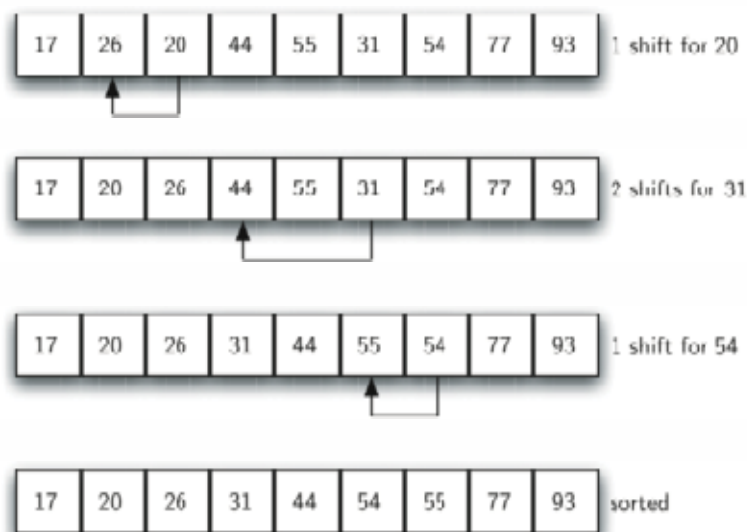 17 26 20 44 55 31 54 77 93 1 shift for 20
17 20 26 44 55 31 54 77 93 2 shifts for 31
17 20 26 31 44 55 54 77 93 1 shift for 54
17 20 26 31 44 54 55 77 93 sorted